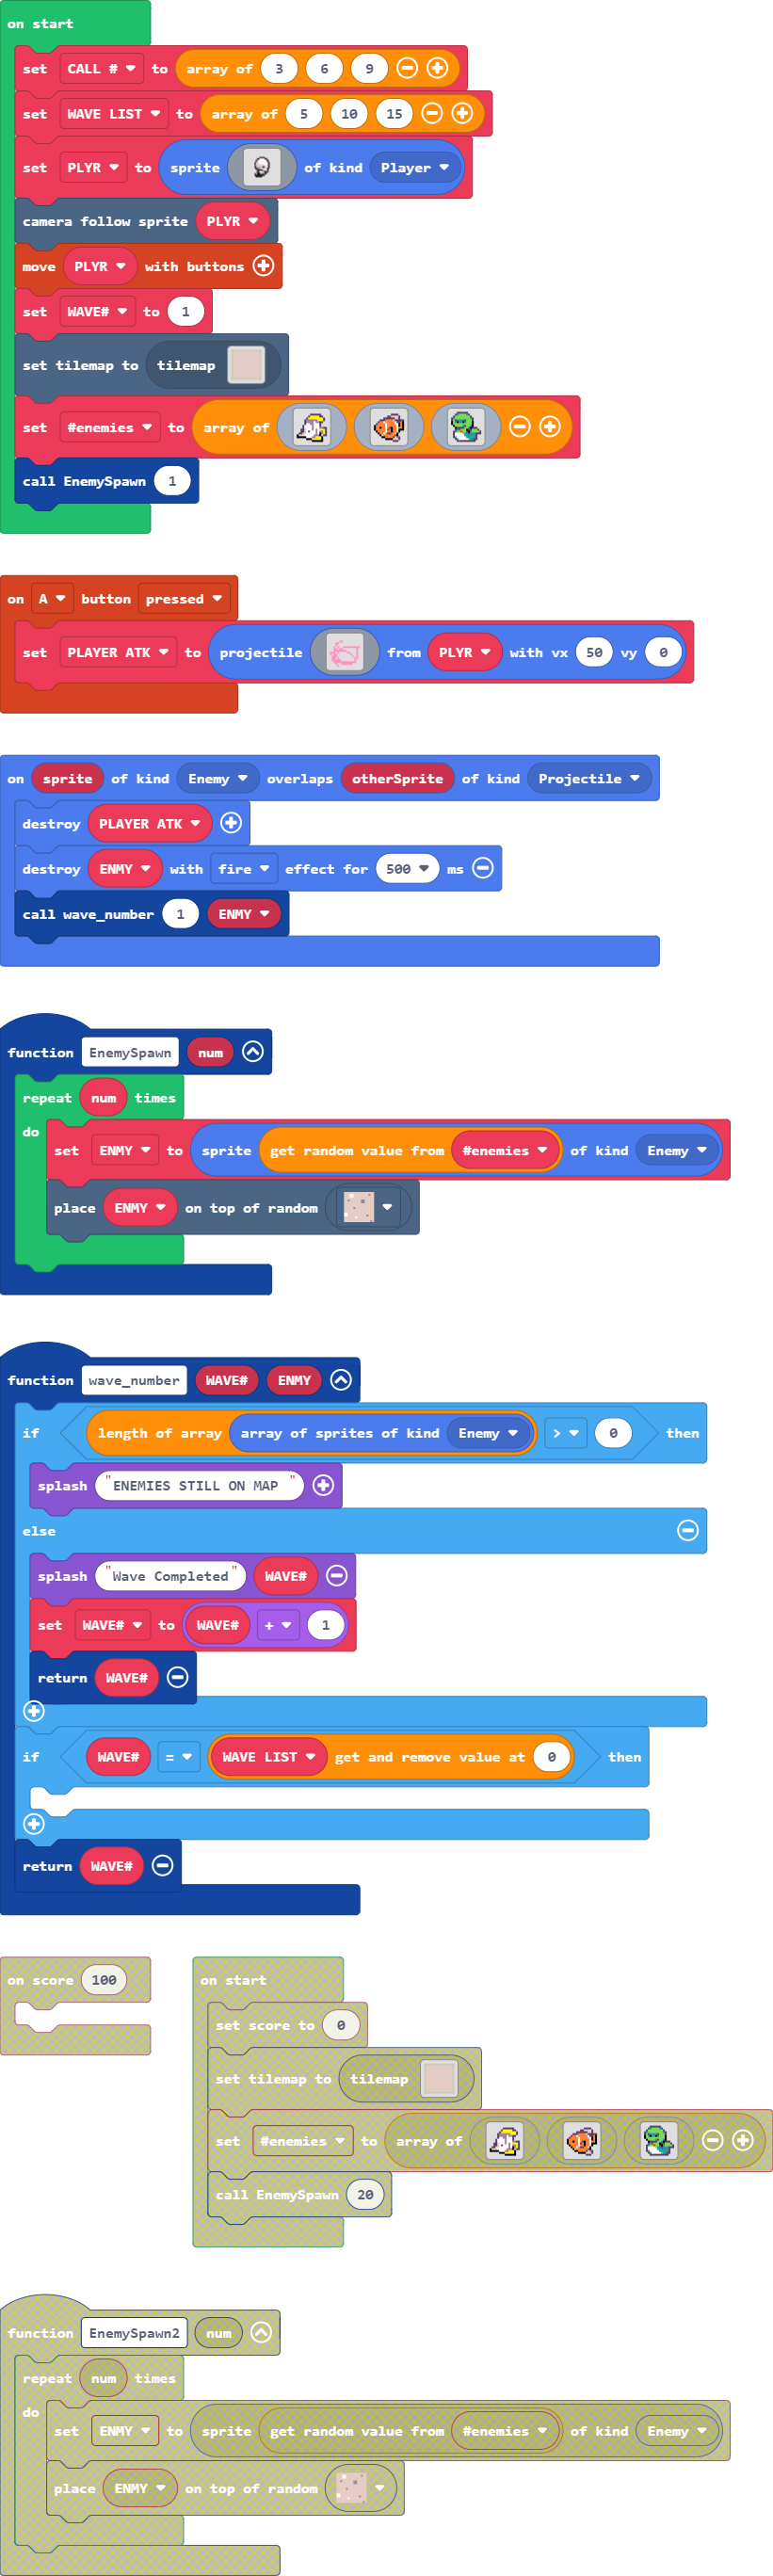 on start
set CALL # to array of 3 6 9
set WAVE LIST to array of 5 10 15
set PLYR to sprite of kind Player
camera follow sprite PLYR
move PLYR with buttons
set WAVE# to 1
set tilemap to tilemap
set #enemies to array of
call EnemySpawn 1
on A button pressed
set PLAYER ATK to projectile from PLYR with vx 50 vy 0
on sprite of kind Enemy overlaps otherSprite of kind Projectile
destroy PLAYER ATK
destroy ENMY with fire effect for 500 ms
call wave_number 1 ENMY
function EnemySpawn num
repeat num times
do
set ENMY to sprite get random value from #enemies of kind Enemy
place ENMY on top of random
function wave_number WAVE# ENMY
if length of array array of sprites of kind Enemy > 0 then
splash "ENEMIES STILL ON MAP "
else
splash "Wave Completed" WAVE#
set WAVE# to WAVE# + 1
return WAVE#
if WAVE# = WAVE LIST get and remove value at 0 then
return WAVE#
on score 100
on start
set score to 0
set tilemap to tilemap
set #enemies to array of
call EnemySpawn 20
function EnemySpawn2 num
repeat num times
do
set ENMY to sprite get random value from #enemies of kind Enemy
place ENMY on top of random